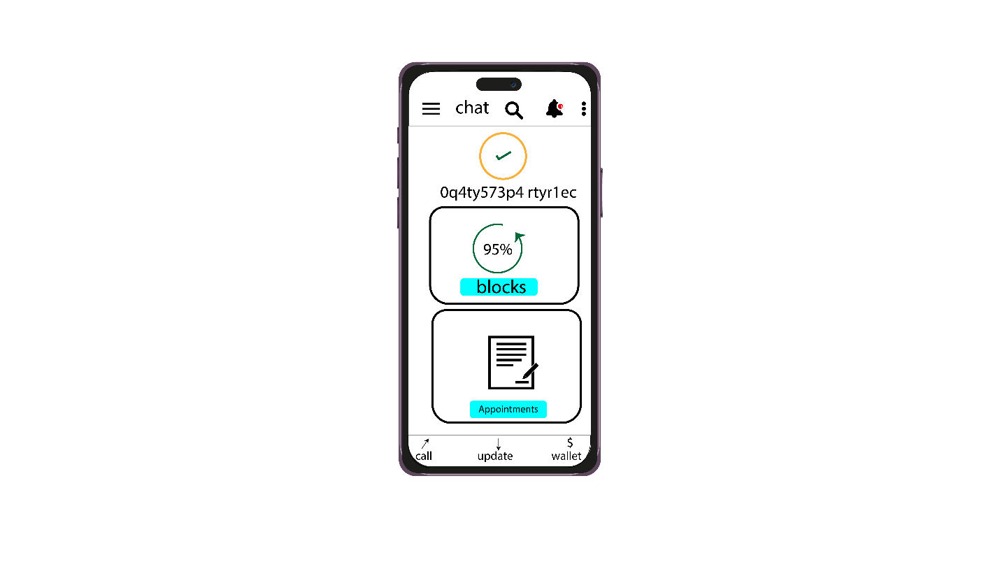 chat
0q4ty573p4 rtyr1ec
95%
blocks
Appointments
$
call update wallet